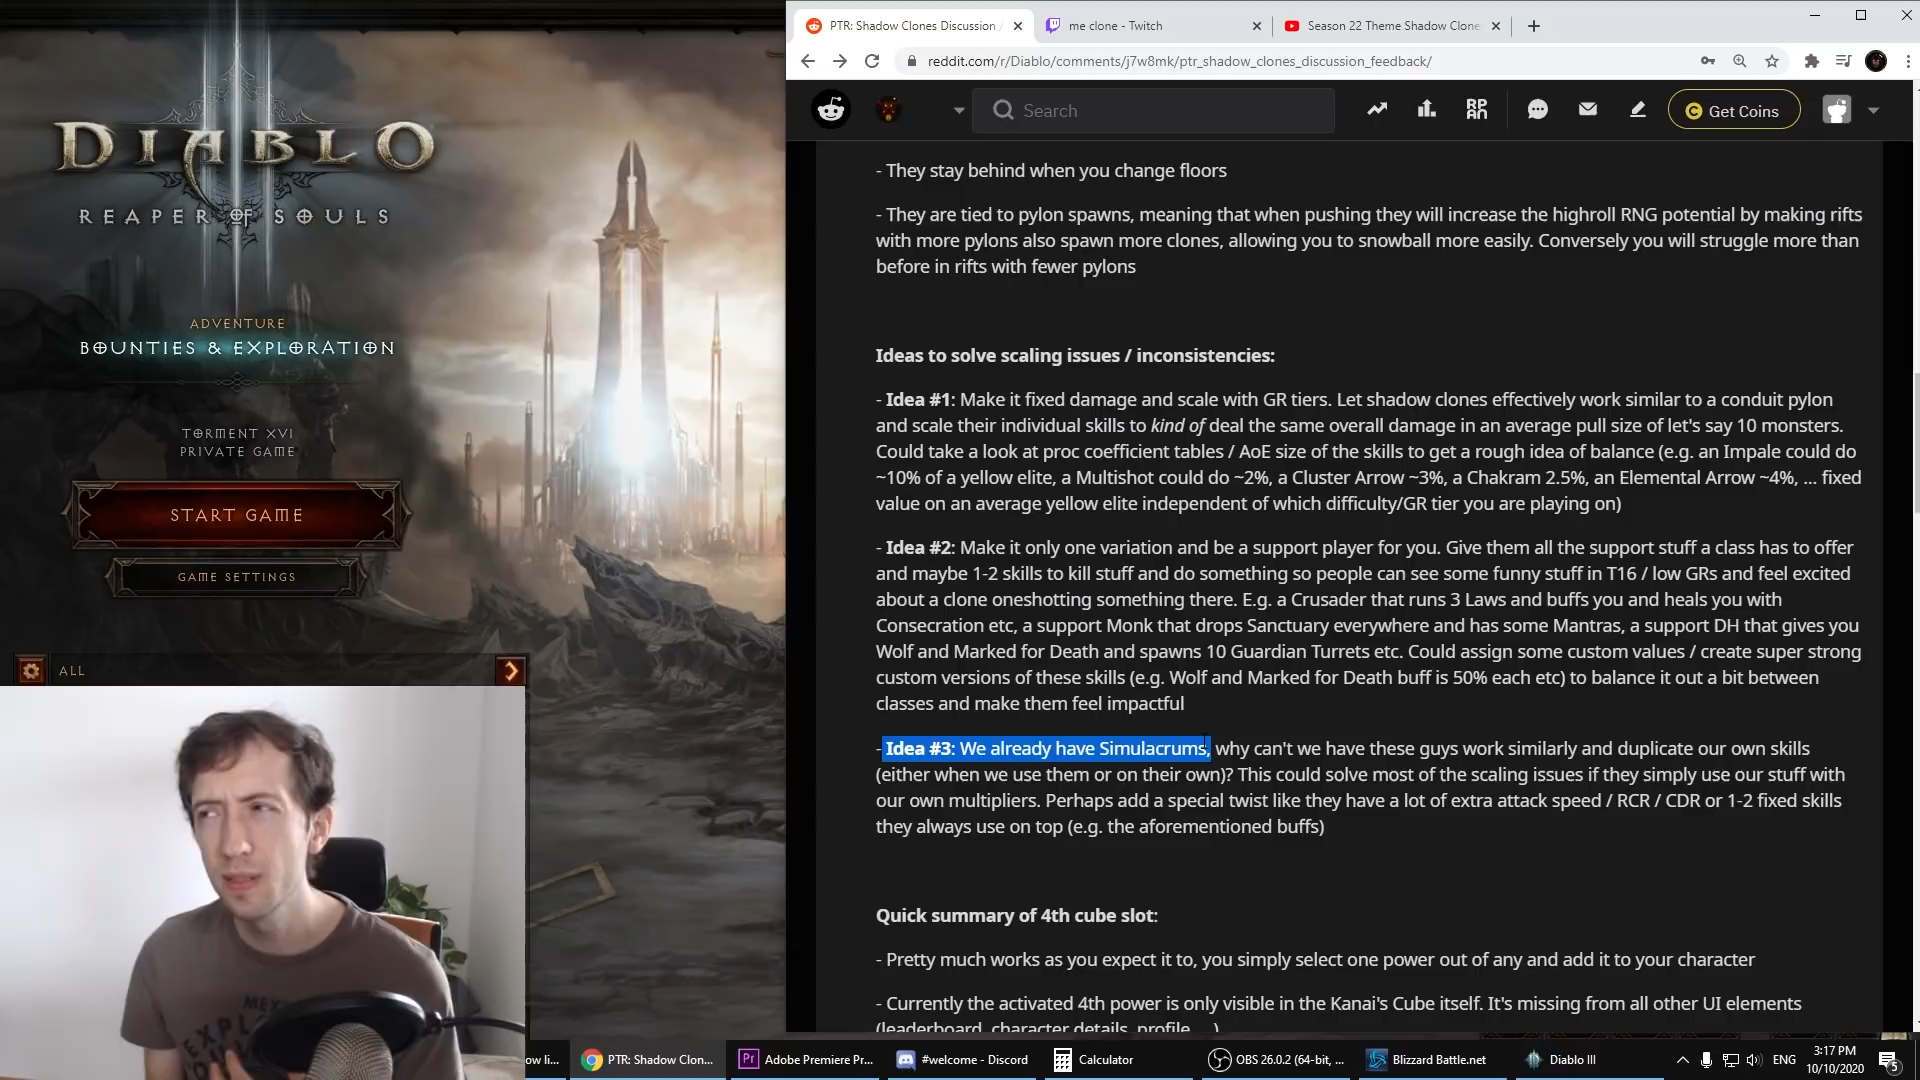 PTR: Shadow Clones Discussion /
me clone - Twitch
Season 22 Theme Shadow Clone
reddit.com/r/Diablo/comments/j7w8mk/ptr_shadow_clones_discussion_feedback/
Search
Get Coins
DIABLO
REAPER OF SOULS
ADVENTURE
BOUNTIES & EXPLORATION
TORMENT XVI
PRIVATE GAME
START GAME
GAME SETTINGS
ALL
- They stay behind when you change floors
- They are tied to pylon spawns, meaning that when pushing they will increase the highroll RNG potential by making rifts
with more pylons also spawn more clones, allowing you to snowball more easily. Conversely you will struggle more than
before in rifts with fewer pylons
Ideas to solve scaling issues / inconsistencies:
- Idea #1: Make it fixed damage and scale with GR tiers. Let shadow clones effectively work similar to a conduit pylon
and scale their individual skills to kind of deal the same overall damage in an average pull size of let's say 10 monsters.
Could take a look at proc coefficient tables / AoE size of the skills to get a rough idea of balance (e.g. an Impale could do
~10% of a yellow elite, a Multishot could do ~2%, a Cluster Arrow ~3%, a Chakram 2.5%, an Elemental Arrow ~4%, ... fixed
value on an average yellow elite independent of which difficulty/GR tier you are playing on)
- Idea #2: Make it only one variation and be a support player for you. Give them all the support stuff a class has to offer
and maybe 1-2 skills to kill stuff and do something so people can see some funny stuff in T16 / low GRs and feel excited
about a clone oneshotting something there. E.g. a Crusader that runs 3 Laws and buffs you and heals you with
Consecration etc, a support Monk that drops Sanctuary everywhere and has some Mantras, a support DH that gives you
Wolf and Marked for Death and spawns 10 Guardian Turrets etc. Could assign some custom values / create super strong
custom versions of these skills (e.g. Wolf and Marked for Death buff is 50% each etc) to balance it out a bit between
classes and make them feel impactful
- Idea #3: We already have Simulacrums, why can't we have these guys work similarly and duplicate our own skills
(either when we use them or on their own)? This could solve most of the scaling issues if they simply use our stuff with
our own multipliers. Perhaps add a special twist like they have a lot of extra attack speed / RCR / CDR or 1-2 fixed skills
they always use on top (e.g. the aforementioned buffs)
Quick summary of 4th cube slot:
- Pretty much works as you expect it to, you simply select one power out of any and add it to your character
- Currently the activated 4th power is only visible in the Kanai's Cube itself. It's missing from all other UI elements
(leaderboard, character details, profile, ...)
ow li...
PTR: Shadow Clon...
Adobe Premiere Pr...
#welcome - Discord
Calculator
OBS 26.0.2 (64-bit, ...
Blizzard Battle.net
Diablo III
ENG
3:17 PM
10/10/2020
5